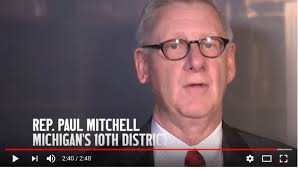 REP. PAUL MITCHELL
MICHIGAN'S 10TH DISTRICT
2:40 / 2:48